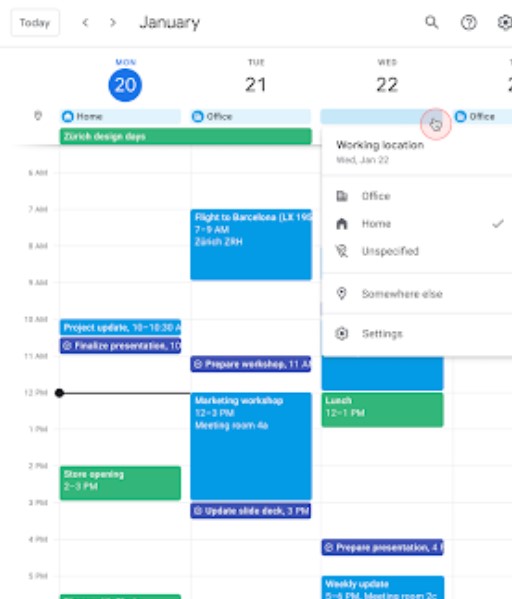 Today
January
MON
20
TUE
21
WED
22
Home
Office
Office
Zürich design days
Working location
Wed, Jan 22
Office
Home
Unspecified
Somewhere else
Settings
6 AM
7 AM
8 AM
9 AM
10 AM
11 AM
12 PM
1 PM
2 PM
3 PM
4 PM
5 PM
Project update, 10–10:30 A
Finalize presentation, 10
Store opening
2–3 PM
Flight to Barcelona (LX 195
7–9 AM
Zürich ZRH
Prepare workshop, 11 A
Marketing workshop
12–3 PM
Meeting room 4a
Update slide deck, 3 PM
Lunch
12–1 PM
Prepare presentation, 4
Weekly update
5–6 PM, Meeting room 2c